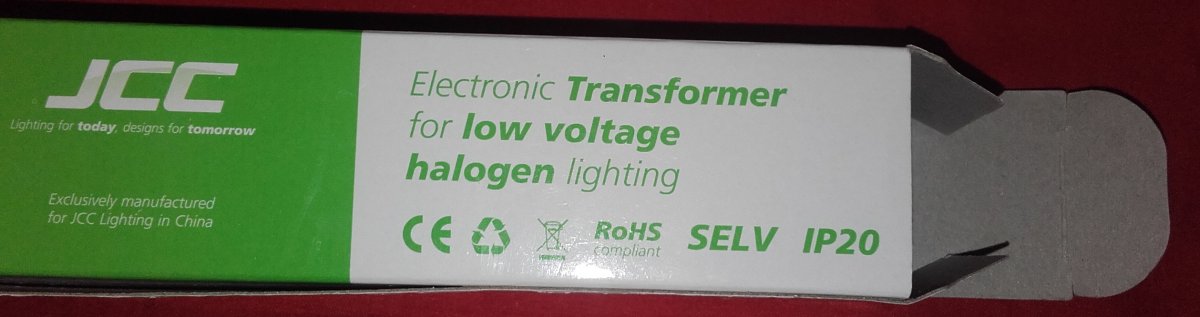 JCC
Lighting for today, designs for tomorrow
Exclusively manufactured
for JCC Lighting in China
Electronic Transformer
for low voltage
halogen lighting
CE
RoHS
compliant
SELV
IP20